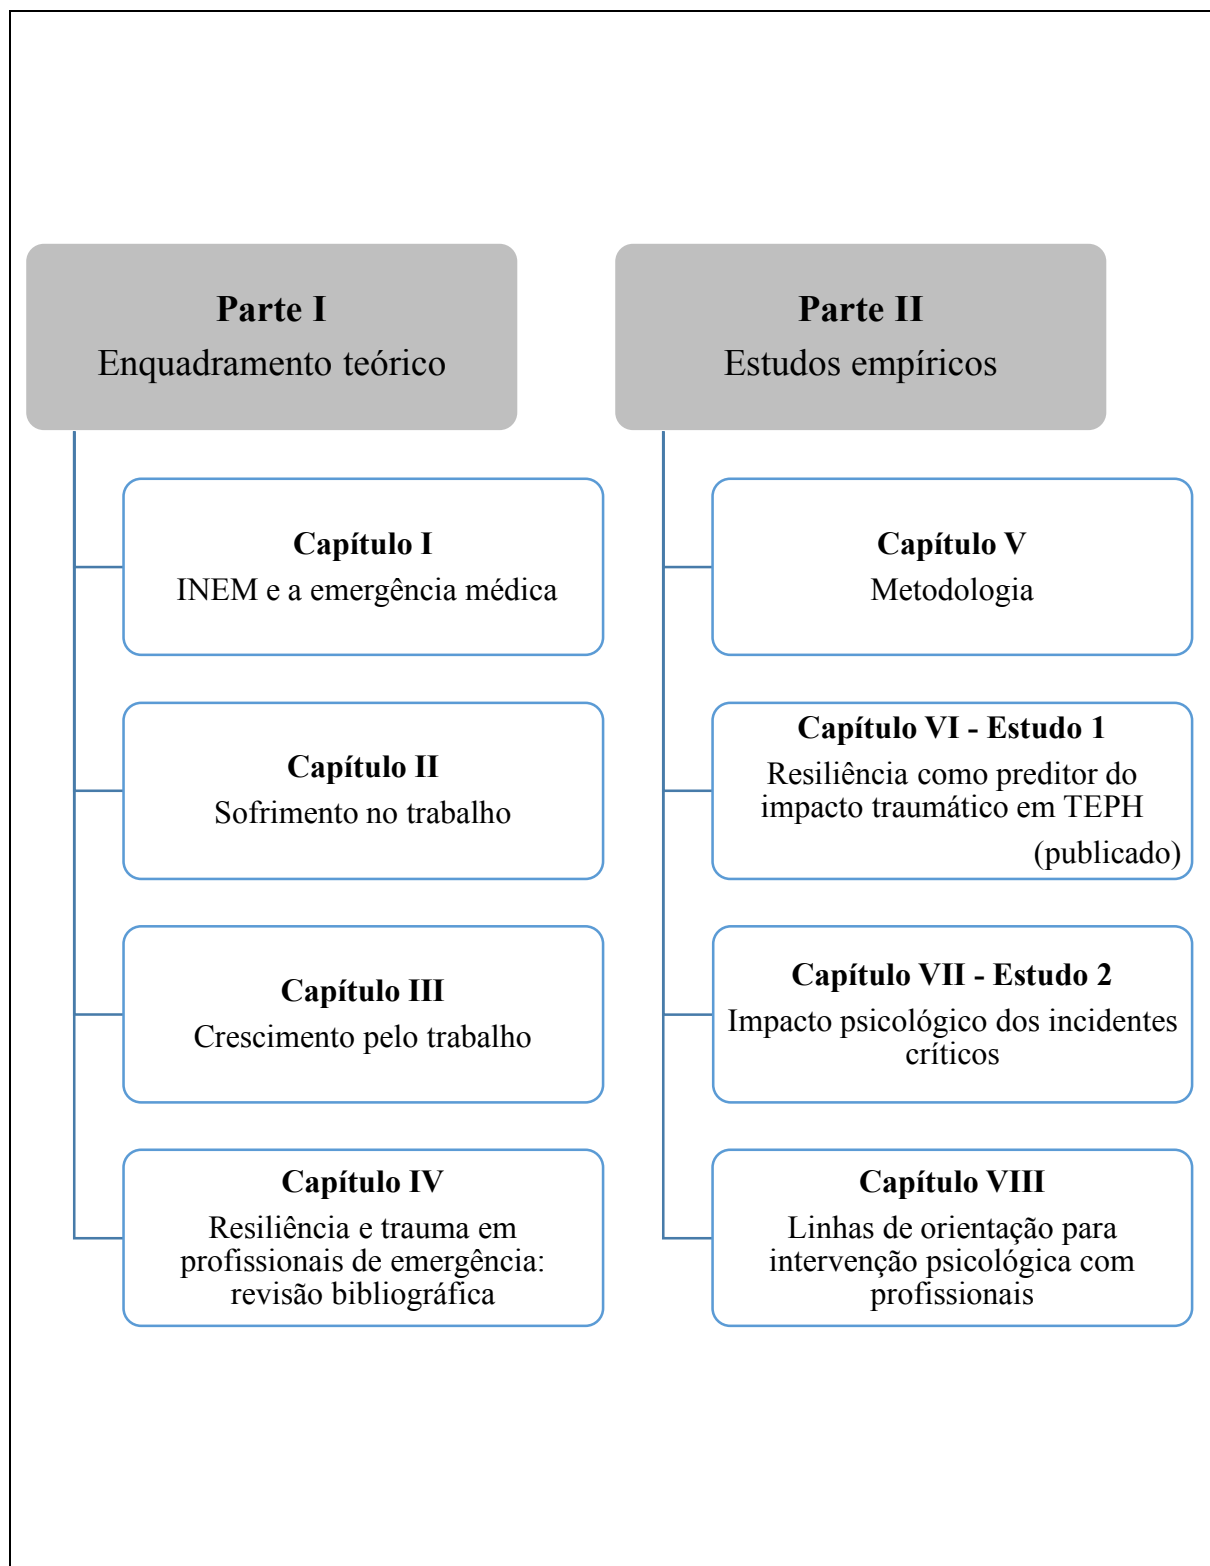 Parte I
Enquadramento teórico
Capítulo I
INEM e a emergência médica
Capítulo II
Sofrimento no trabalho
Capítulo III
Crescimento pelo trabalho
Capítulo IV
Resiliência e trauma em
profissionais de emergência:
revisão bibliográfica
Parte II
Estudos empíricos
Capítulo V
Metodologia
Capítulo VI - Estudo 1
Resiliência como preditor do
impacto traumático em TEPH
(publicado)
Capítulo VII - Estudo 2
Impacto psicológico dos incidentes
críticos
Capítulo VIII
Linhas de orientação para
intervenção psicológica com
profissionais